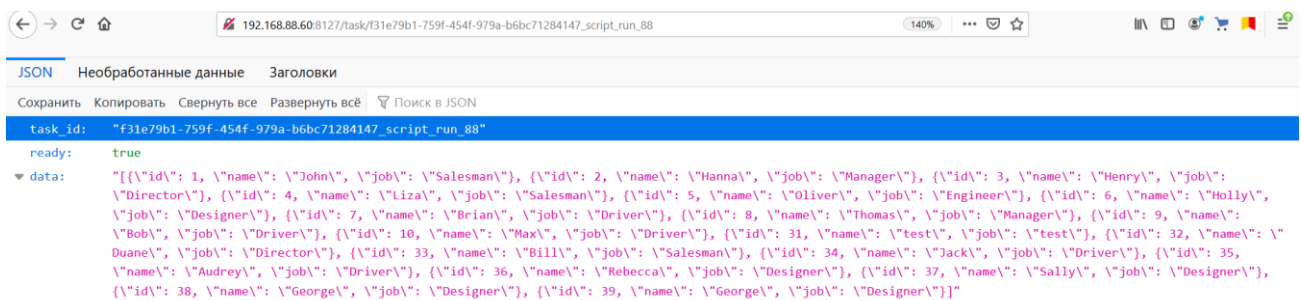 192.168.88.60:8127/task/f31e79b1-759f-454f-979a-b6bc71284147_script_run_88 140%
JSON Необработанные данные Заголовки
Сохранить Копировать Свернуть все Развернуть всё Поиск в JSON
task_id: "f31e79b1-759f-454f-979a-b6bc71284147_script_run_88"
ready: true
data: "[{\"id\": 1, \"name\": \"John\", \"job\": \"Salesman\"}, {\"id\": 2, \"name\": \"Hanna\", \"job\": \"Manager\"}, {\"id\": 3, \"name\": \"Henry\", \"job\":
\"Director\"}, {\"id\": 4, \"name\": \"Liza\", \"job\": \"Salesman\"}, {\"id\": 5, \"name\": \"Oliver\", \"job\": \"Engineer\"}, {\"id\": 6, \"name\": \"Holly\",
\"job\": \"Designer\"}, {\"id\": 7, \"name\": \"Brian\", \"job\": \"Driver\"}, {\"id\": 8, \"name\": \"Thomas\", \"job\": \"Manager\"}, {\"id\": 9, \"name\":
\"Bob\", \"job\": \"Driver\"}, {\"id\": 10, \"name\": \"Max\", \"job\": \"Driver\"}, {\"id\": 31, \"name\": \"test\", \"job\": \"test\"}, {\"id\": 32, \"name\": \"
Duane\", \"job\": \"Director\"}, {\"id\": 33, \"name\": \"Bill\", \"job\": \"Salesman\"}, {\"id\": 34, \"name\": \"Jack\", \"job\": \"Driver\"}, {\"id\": 35,
\"name\": \"Audrey\", \"job\": \"Driver\"}, {\"id\": 36, \"name\": \"Rebecca\", \"job\": \"Designer\"}, {\"id\": 37, \"name\": \"Sally\", \"job\": \"Designer\"},
{\"id\": 38, \"name\": \"George\", \"job\": \"Designer\"}, {\"id\": 39, \"name\": \"George\", \"job\": \"Designer\"}]"